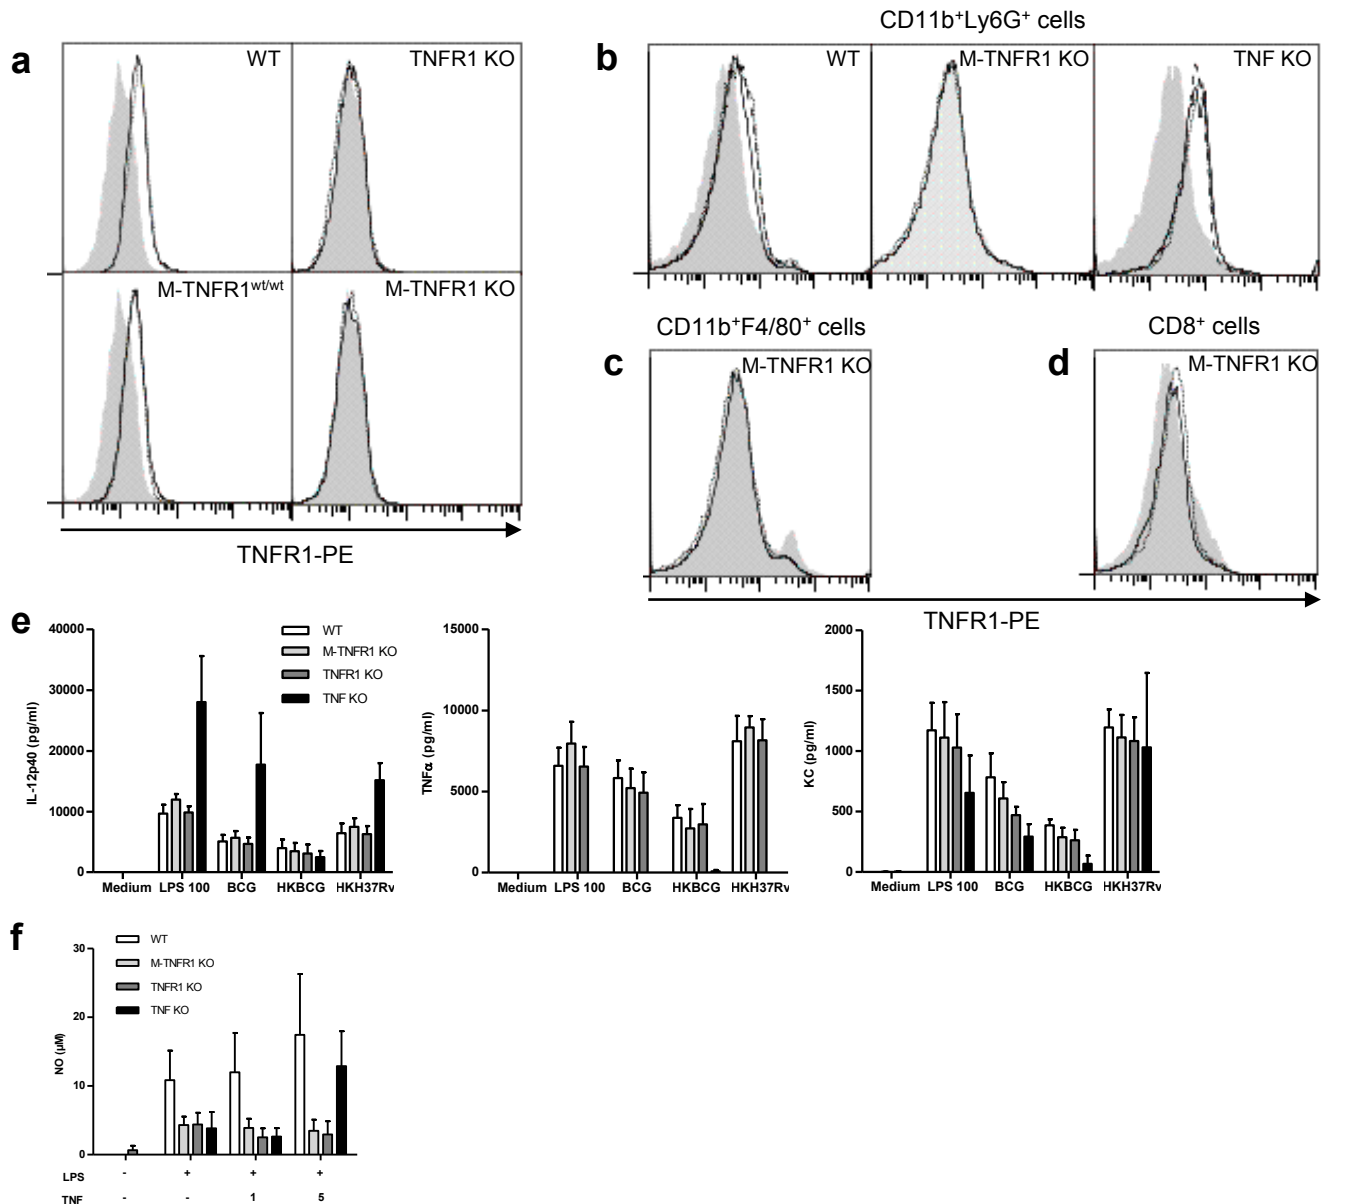 CD11b⁺Ly6G⁺ cells
a
WT
TNFR1 KO
b
WT
M-TNFR1 KO
TNF KO
M-TNFR1ʷᵗ/ʷᵗ
M-TNFR1 KO
CD11b⁺F4/80⁺ cells
CD8⁺ cells
c
M-TNFR1 KO
d
M-TNFR1 KO
TNFR1-PE
TNFR1-PE
e
40000
30000
20000
10000
0
IL-12p40 (pg/ml)
WT
M-TNFR1 KO
TNFR1 KO
TNF KO
Medium LPS 100 BCG HKBCG HKH37Rv
15000
10000
5000
0
TNFα (pg/ml)
Medium LPS 100 BCG HKBCG HKH37Rv
2000
1500
1000
500
0
KC (pg/ml)
Medium LPS 100 BCG HKBCG HKH37Rv
f
30
20
10
0
NO (µM)
WT
M-TNFR1 KO
TNFR1 KO
TNF KO
LPS - + + +
TNF - - 1 5